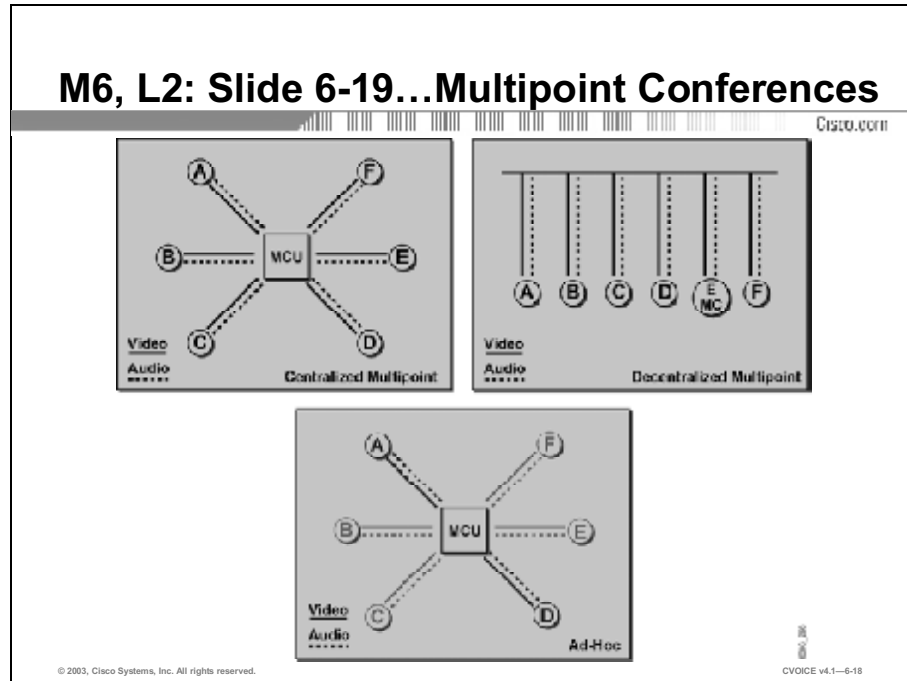 M6, L2: Slide 6-19…Multipoint Conferences
Cisco.com
A
F
B
MCU
E
C
D
Video
Audio
Centralized Multipoint
A
B
C
D
E
MC
F
Video
Audio
Decentralized Multipoint
A
F
B
MCU
E
C
D
Video
Audio
Ad-Hoc
© 2003, Cisco Systems, Inc. All rights reserved.
CVOICE v4.1—6-18